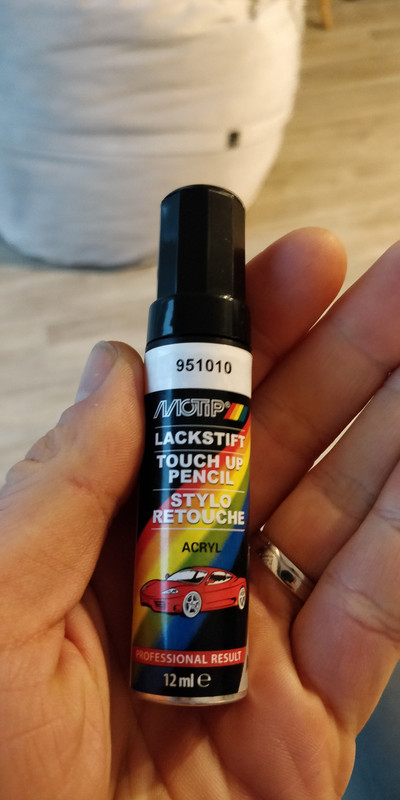 951010
MOTIP®
LACKSTIFT
TOUCH UP
PENCIL
STYLO
RETOUCHE
ACRYL
PROFESSIONAL RESULT
12 ml ℮